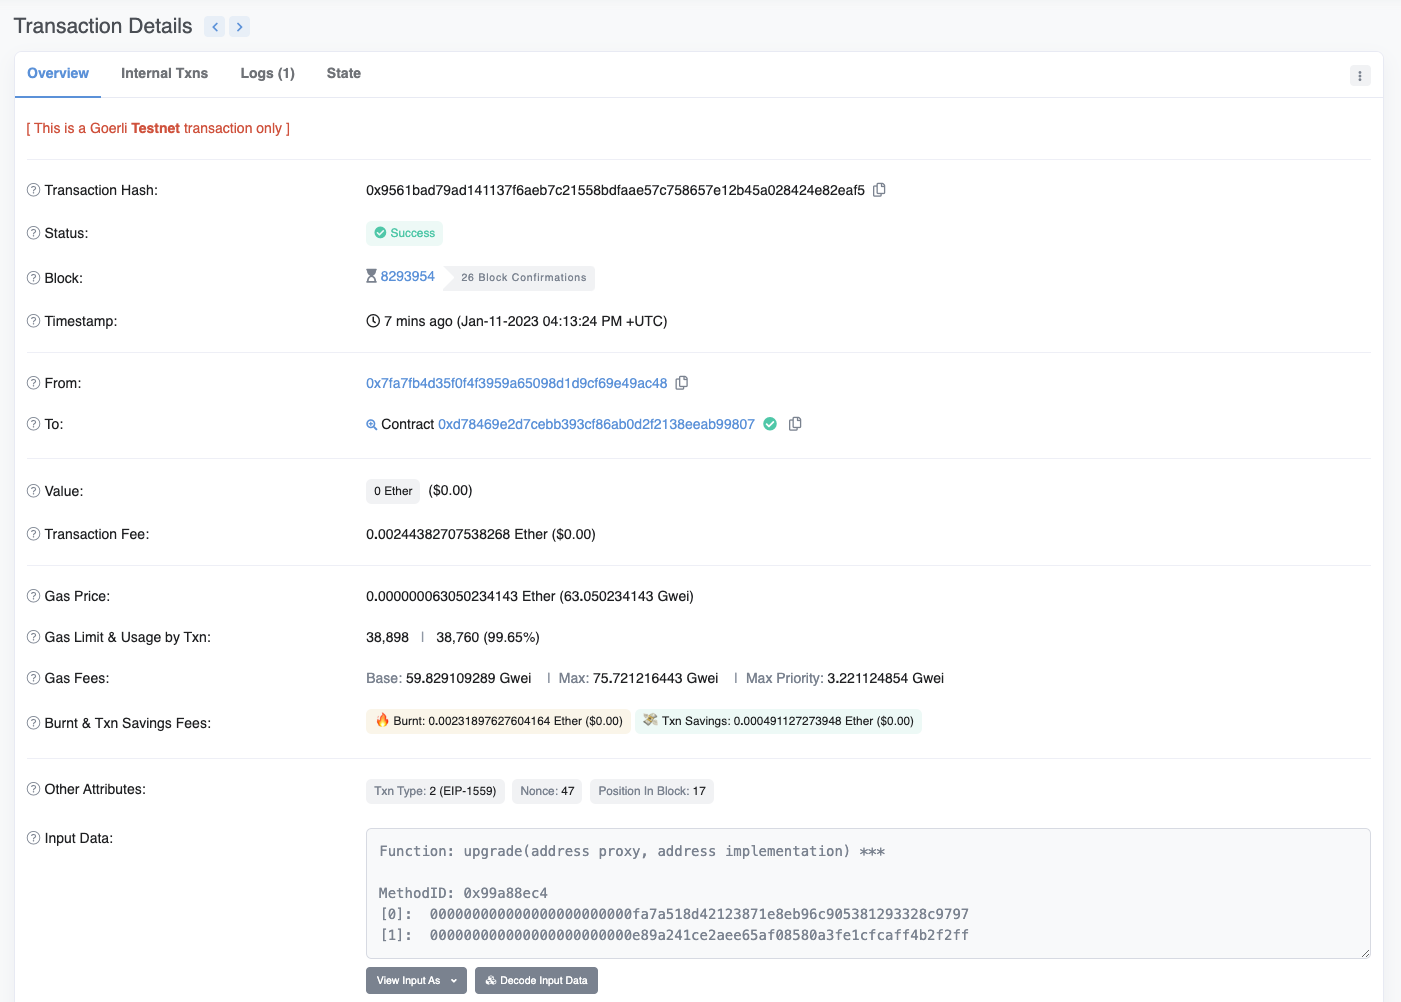 Transaction Details
Overview Internal Txns Logs (1) State
[ This is a Goerli Testnet transaction only ]
Transaction Hash: 0x9561bad79ad141137f6aeb7c21558bdfaae57c758657e12b45a028424e82eaf5
Status: Success
Block: 8293954 26 Block Confirmations
Timestamp: 7 mins ago (Jan-11-2023 04:13:24 PM +UTC)
From: 0x7fa7fb4d35f0f4f3959a65098d1d9cf69e49ac48
To: Contract 0xd78469e2d7cebb393cf86ab0d2f2138eeab99807
Value: 0 Ether ($0.00)
Transaction Fee: 0.00244382707538268 Ether ($0.00)
Gas Price: 0.000000063050234143 Ether (63.050234143 Gwei)
Gas Limit & Usage by Txn: 38,898 | 38,760 (99.65%)
Gas Fees: Base: 59.829109289 Gwei | Max: 75.721216443 Gwei | Max Priority: 3.221124854 Gwei
Burnt & Txn Savings Fees: Burnt: 0.00231897627604164 Ether ($0.00) Txn Savings: 0.000491127273948 Ether ($0.00)
Other Attributes: Txn Type: 2 (EIP-1559) Nonce: 47 Position In Block: 17
Input Data:
Function: upgrade(address proxy, address implementation) ***
MethodID: 0x99a88ec4
[0]: 000000000000000000000000fa7a518d42123871e8eb96c905381293328c9797
[1]: 000000000000000000000000e89a241ce2aee65af08580a3fe1cfcaff4b2f2ff
View Input As Decode Input Data